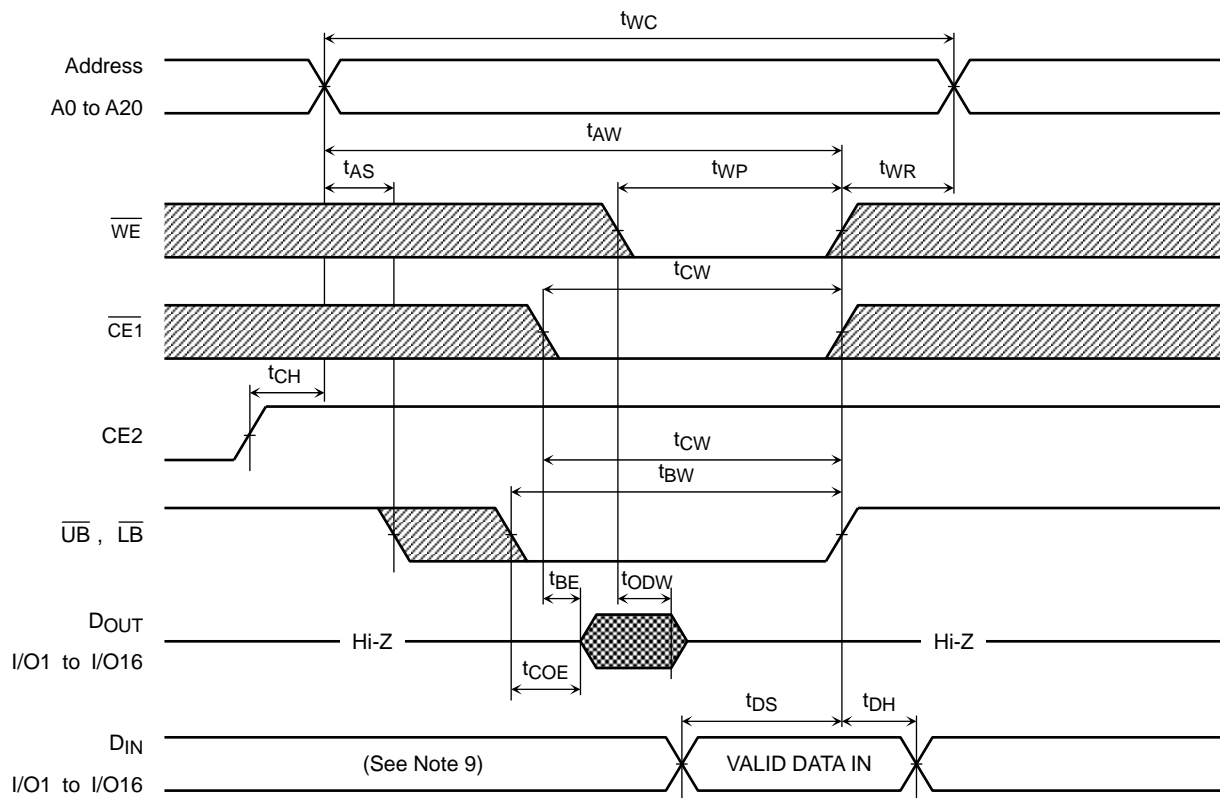 tWC
Address
A0 to A20
tAW
tAS
tWP
tWR
WE
tCW
CE1
tCH
CE2
tCW
tBW
UB , LB
tBE
tODW
DOUT
I/O1 to I/O16
Hi-Z
Hi-Z
tCOE
tDS
tDH
DIN
I/O1 to I/O16
(See Note 9)
VALID DATA IN